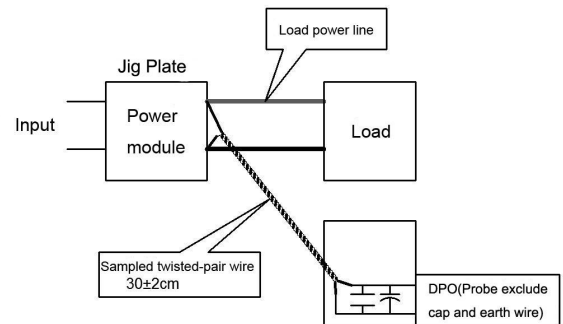 Load power line
Jig Plate
Input
Power
module
Load
Sampled twisted-pair wire
30±2cm
DPO(Probe exclude
cap and earth wire)